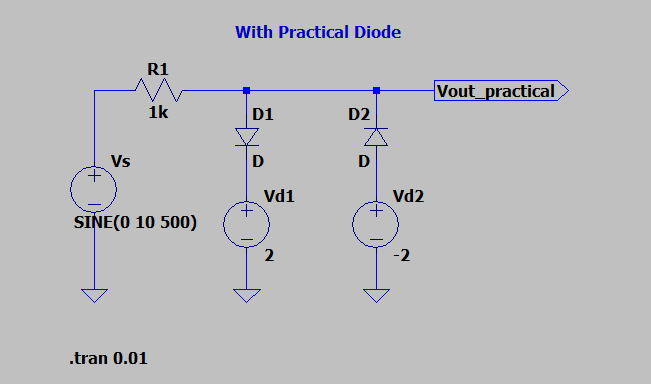 With Practical Diode
R1
1k
Vout_practical
D1
D2
D
D
Vs
SINE(0 10 500)
Vd1
Vd2
2
-2
.tran 0.01